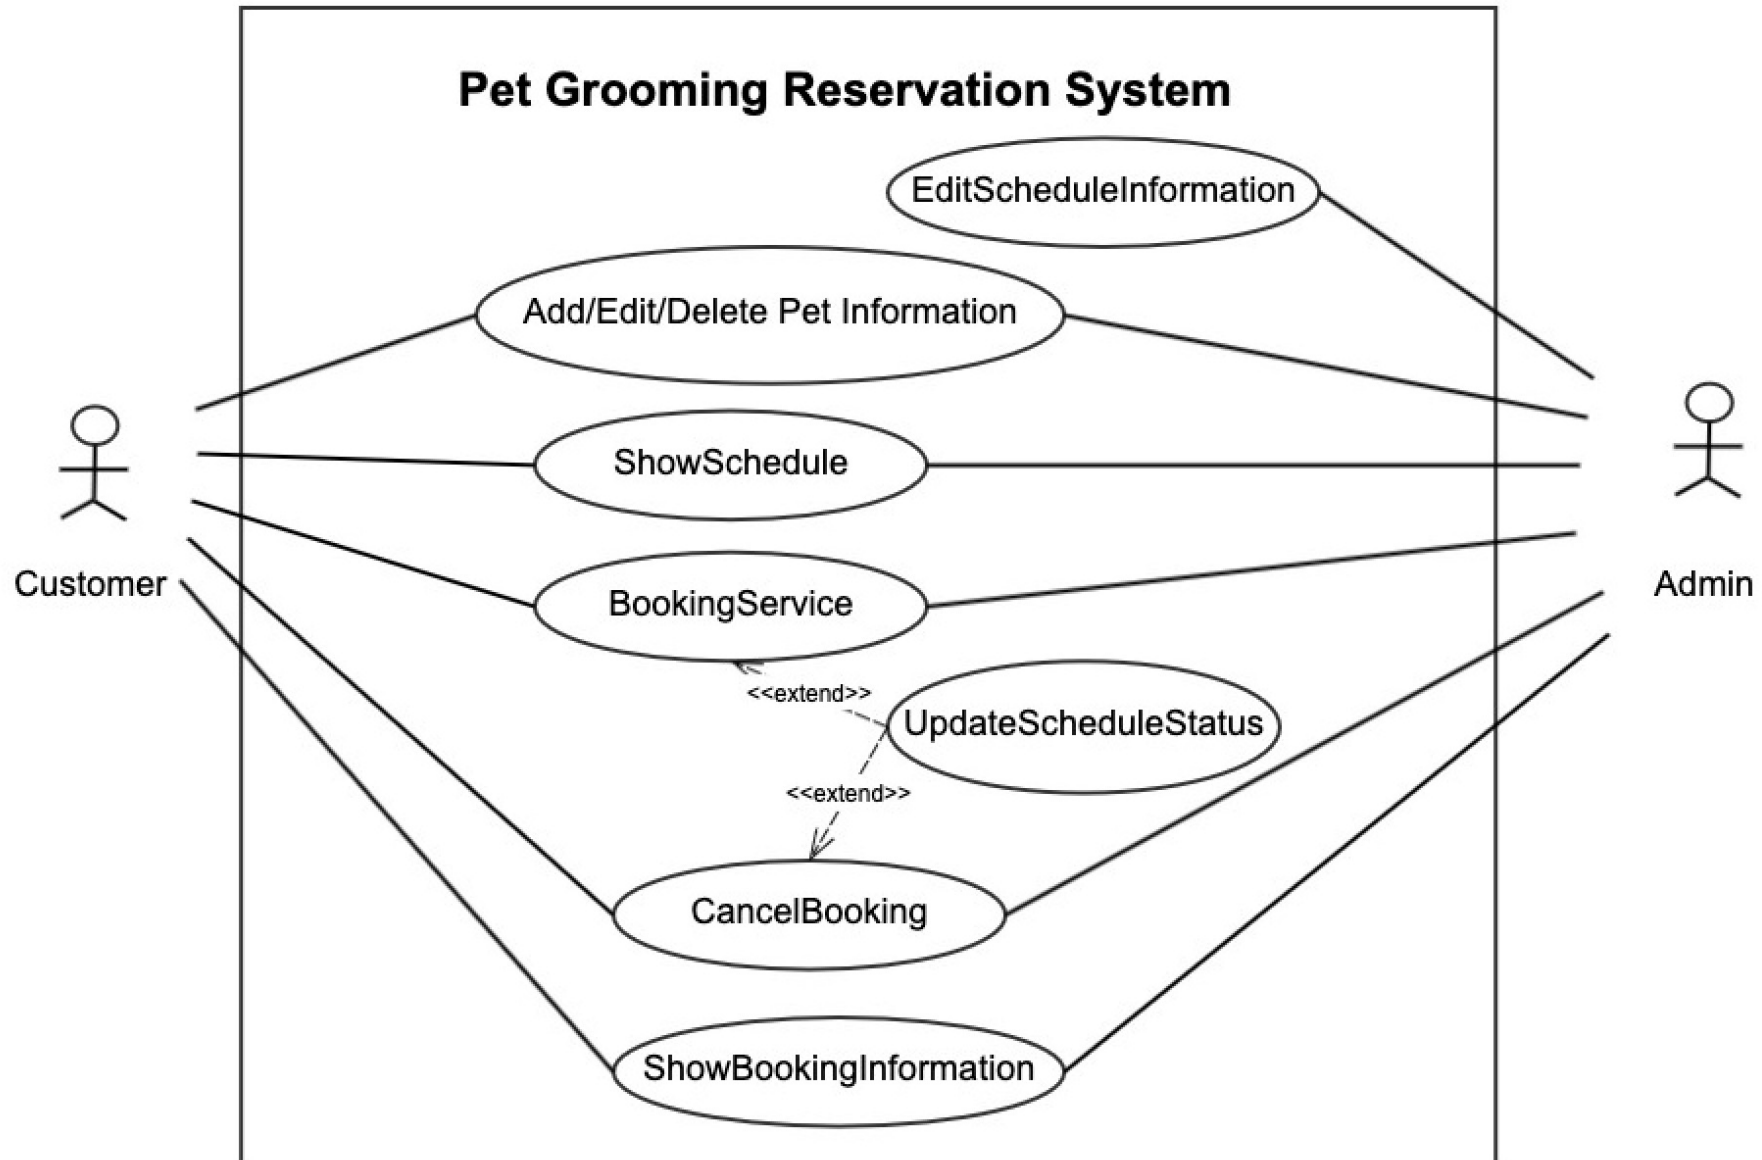 Pet Grooming Reservation System
EditScheduleInformation
Add/Edit/Delete Pet Information
ShowSchedule
Customer
Admin
BookingService
<<extend>>
UpdateScheduleStatus
<<extend>>
CancelBooking
ShowBookingInformation